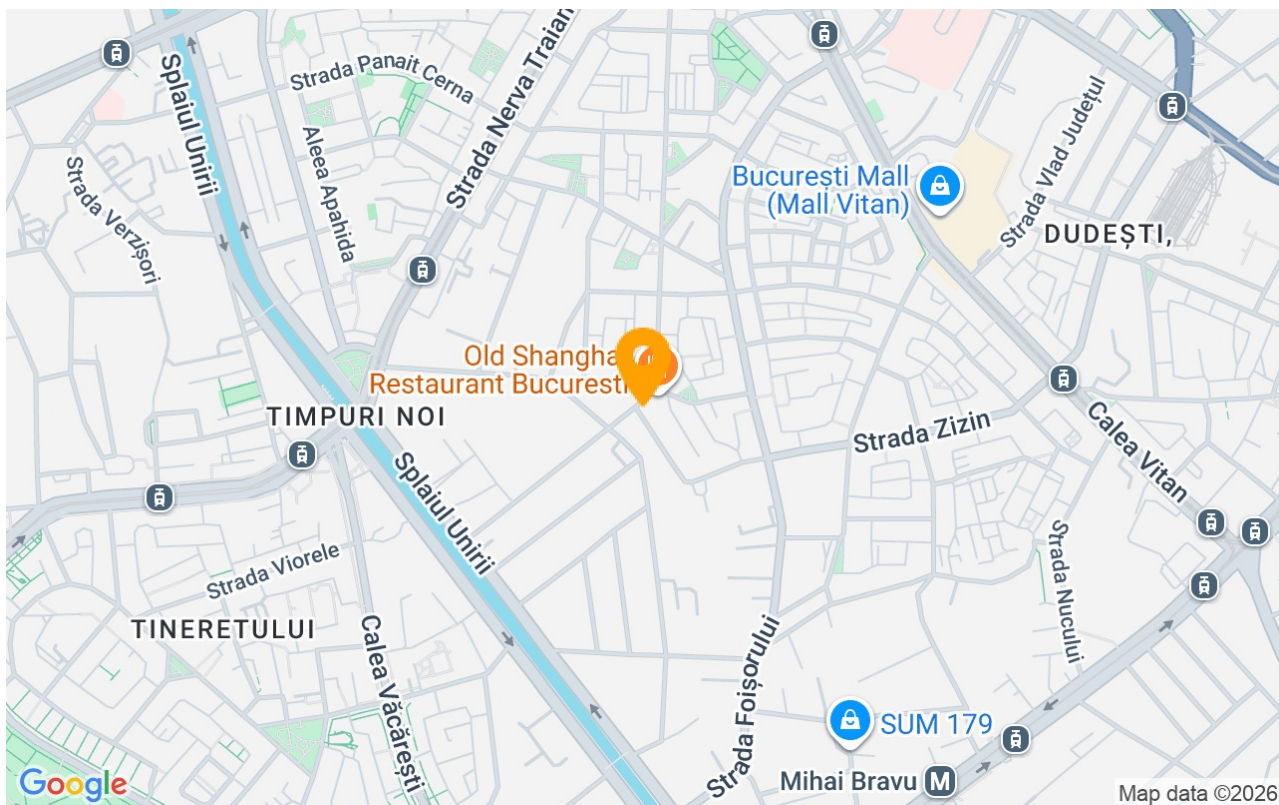 Strada Panait Cerna
Splaiul Unirii
Aleea Apahida
Strada Nerva Traian
Strada Verzișori
București Mall
(Mall Vitan)
Strada Vlad Județul
DUDEȘTI,
Old Shangha
Restaurant Bucuresti
TIMPURI NOI
Strada Zizin
Calea Vitan
Splaiul Unirii
Strada Viorele
TINERETULUI
Calea Văcărești
Strada Foișorului
Strada Nucului
SUM 179
Mihai Bravu M
Google
Map data ©2026